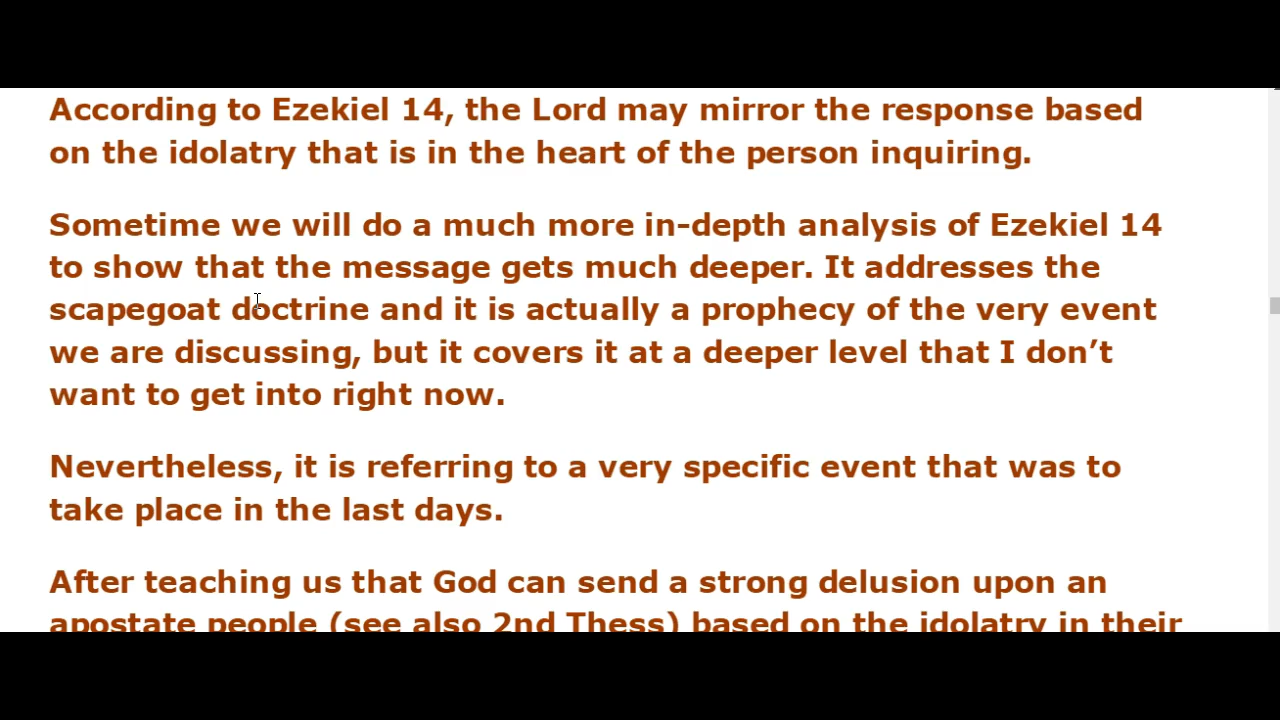 According to Ezekiel 14, the Lord may mirror the response based
on the idolatry that is in the heart of the person inquiring.
Sometime we will do a much more in-depth analysis of Ezekiel 14
to show that the message gets much deeper. It addresses the
scapegoat doctrine and it is actually a prophecy of the very event
we are discussing, but it covers it at a deeper level that I don’t
want to get into right now.
Nevertheless, it is referring to a very specific event that was to
take place in the last days.
After teaching us that God can send a strong delusion upon an
apostate people (see also 2nd Thess) based on the idolatry in their